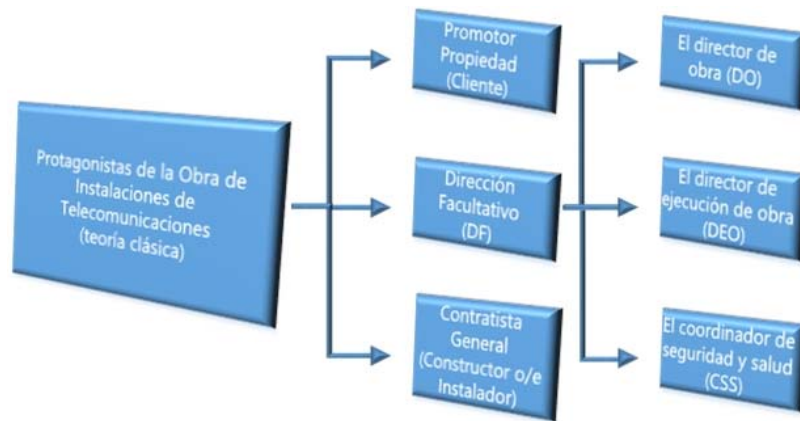 Protagonistas de la Obra de
Instalaciones de
Telecomunicaciones
(teoría clásica)
Promotor
Propiedad
(Cliente)
Dirección
Facultativo
(DF)
Contratista
General
(Constructor o/e
Instalador)
El director de
obra (DO)
El director de
ejecución de obra
(DEO)
El coordinador de
seguridad y salud
(CSS)